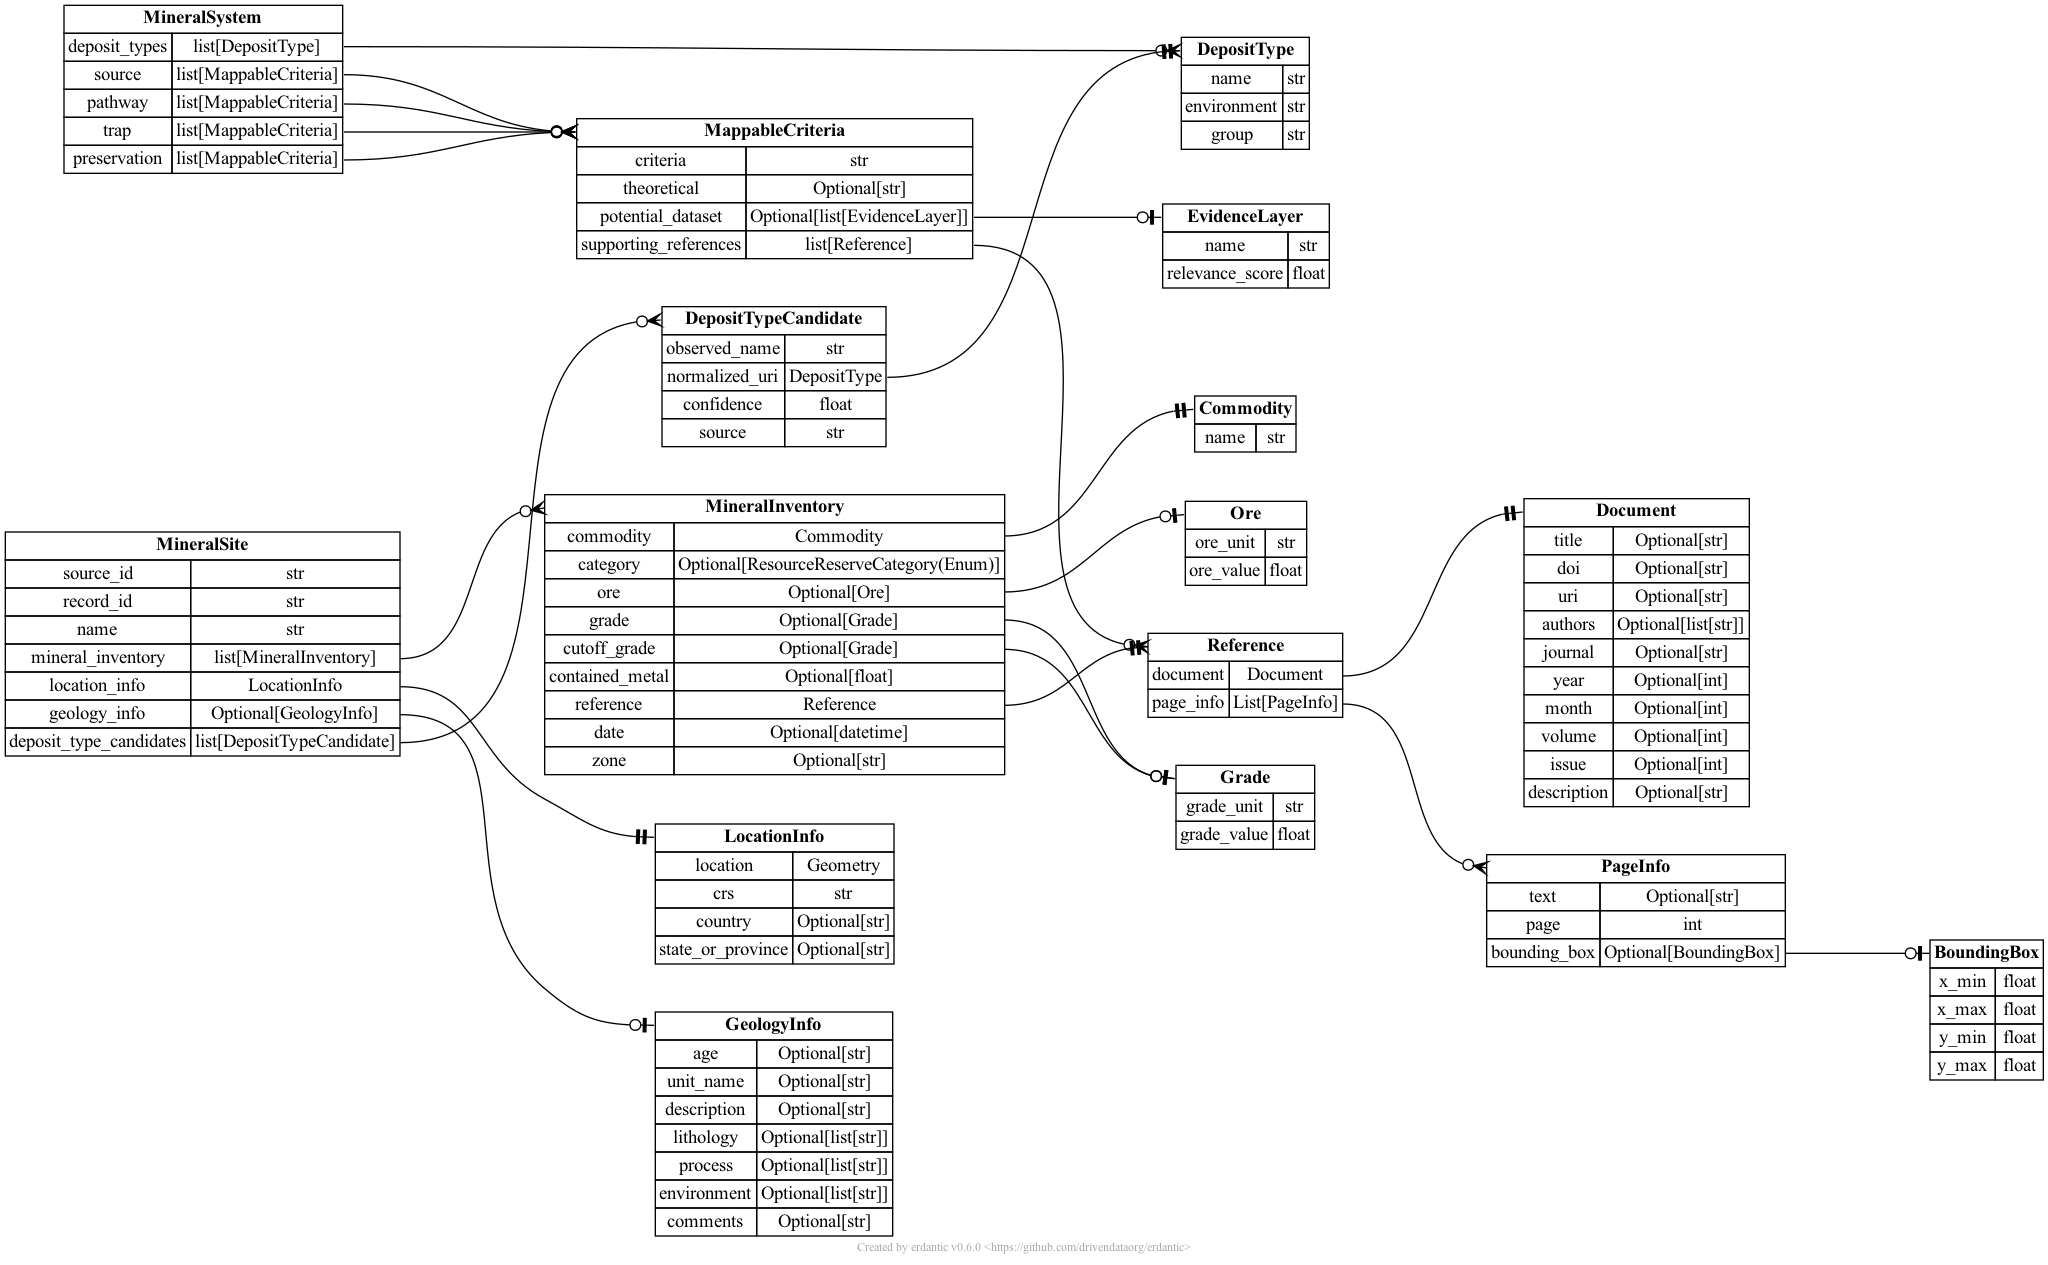 MineralSystem
deposit_types list[DepositType]
source list[MappableCriteria]
pathway list[MappableCriteria]
trap list[MappableCriteria]
preservation list[MappableCriteria]
DepositType
name str
environment str
group str
MappableCriteria
criteria str
theoretical Optional[str]
potential_dataset Optional[list[EvidenceLayer]]
supporting_references list[Reference]
EvidenceLayer
name str
relevance_score float
DepositTypeCandidate
observed_name str
normalized_uri DepositType
confidence float
source str
Commodity
name str
MineralInventory
commodity Commodity
category Optional[ResourceReserveCategory(Enum)]
ore Optional[Ore]
grade Optional[Grade]
cutoff_grade Optional[Grade]
contained_metal Optional[float]
reference Reference
date Optional[datetime]
zone Optional[str]
Ore
ore_unit str
ore_value float
Document
title Optional[str]
doi Optional[str]
uri Optional[str]
authors Optional[list[str]]
journal Optional[str]
year Optional[int]
month Optional[int]
volume Optional[int]
issue Optional[int]
description Optional[str]
MineralSite
source_id str
record_id str
name str
mineral_inventory list[MineralInventory]
location_info LocationInfo
geology_info Optional[GeologyInfo]
deposit_type_candidates list[DepositTypeCandidate]
Reference
document Document
page_info List[PageInfo]
Grade
grade_unit str
grade_value float
LocationInfo
location Geometry
crs str
country Optional[str]
state_or_province Optional[str]
PageInfo
text Optional[str]
page int
bounding_box Optional[BoundingBox]
BoundingBox
x_min float
x_max float
y_min float
y_max float
GeologyInfo
age Optional[str]
unit_name Optional[str]
description Optional[str]
lithology Optional[list[str]]
process Optional[list[str]]
environment Optional[list[str]]
comments Optional[str]
Created by erdantic v0.6.0 <https://github.com/drivendataorg/erdantic>